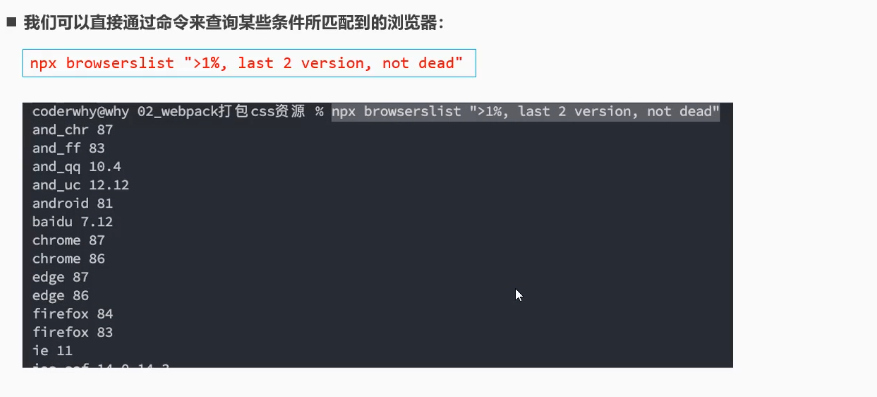 ■ 我们可以直接通过命令来查询某些条件所匹配到的浏览器：
npx browserslist ">1%, last 2 version, not dead"
coderwhy@why 02_webpack打包css资源 % npx browserslist ">1%, last 2 version, not dead"
and_chr 87
and_ff 83
and_qq 10.4
and_uc 12.12
android 81
baidu 7.12
chrome 87
chrome 86
edge 87
edge 86
firefox 84
firefox 83
ie 11